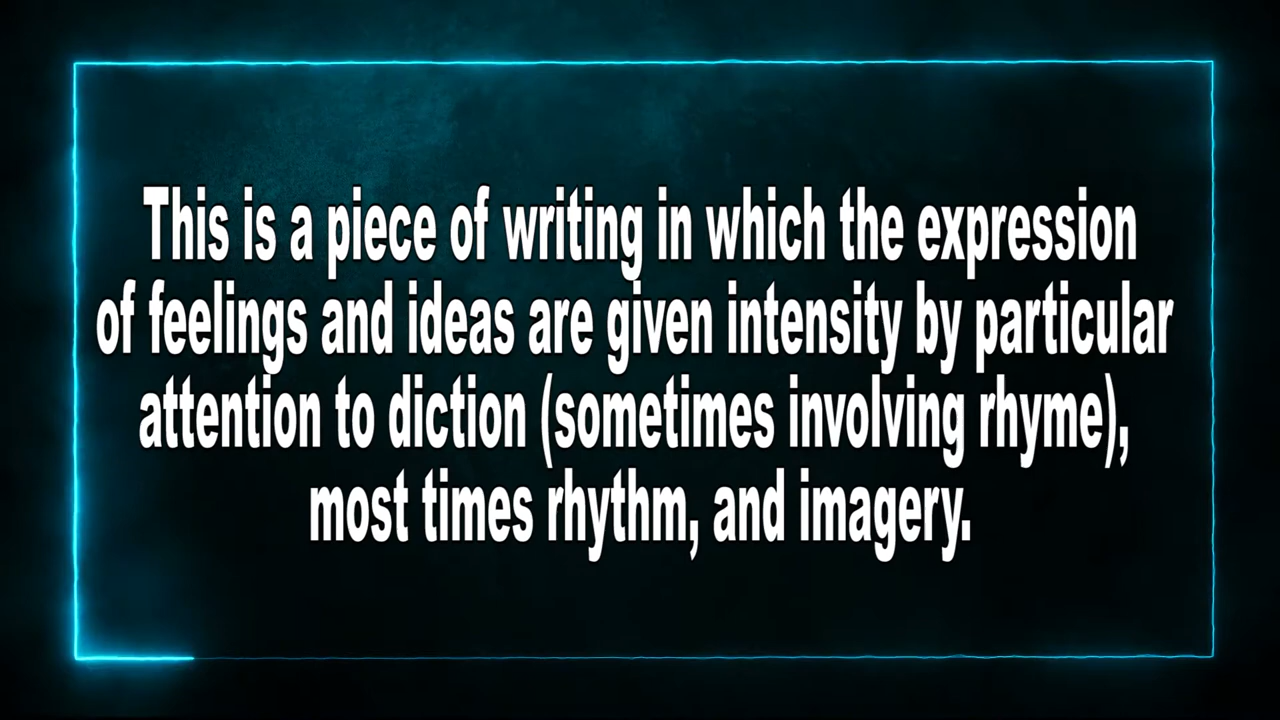 This is a piece of writing in which the expression
of feelings and ideas are given intensity by particular
attention to diction (sometimes involving rhyme),
most times rhythm, and imagery.